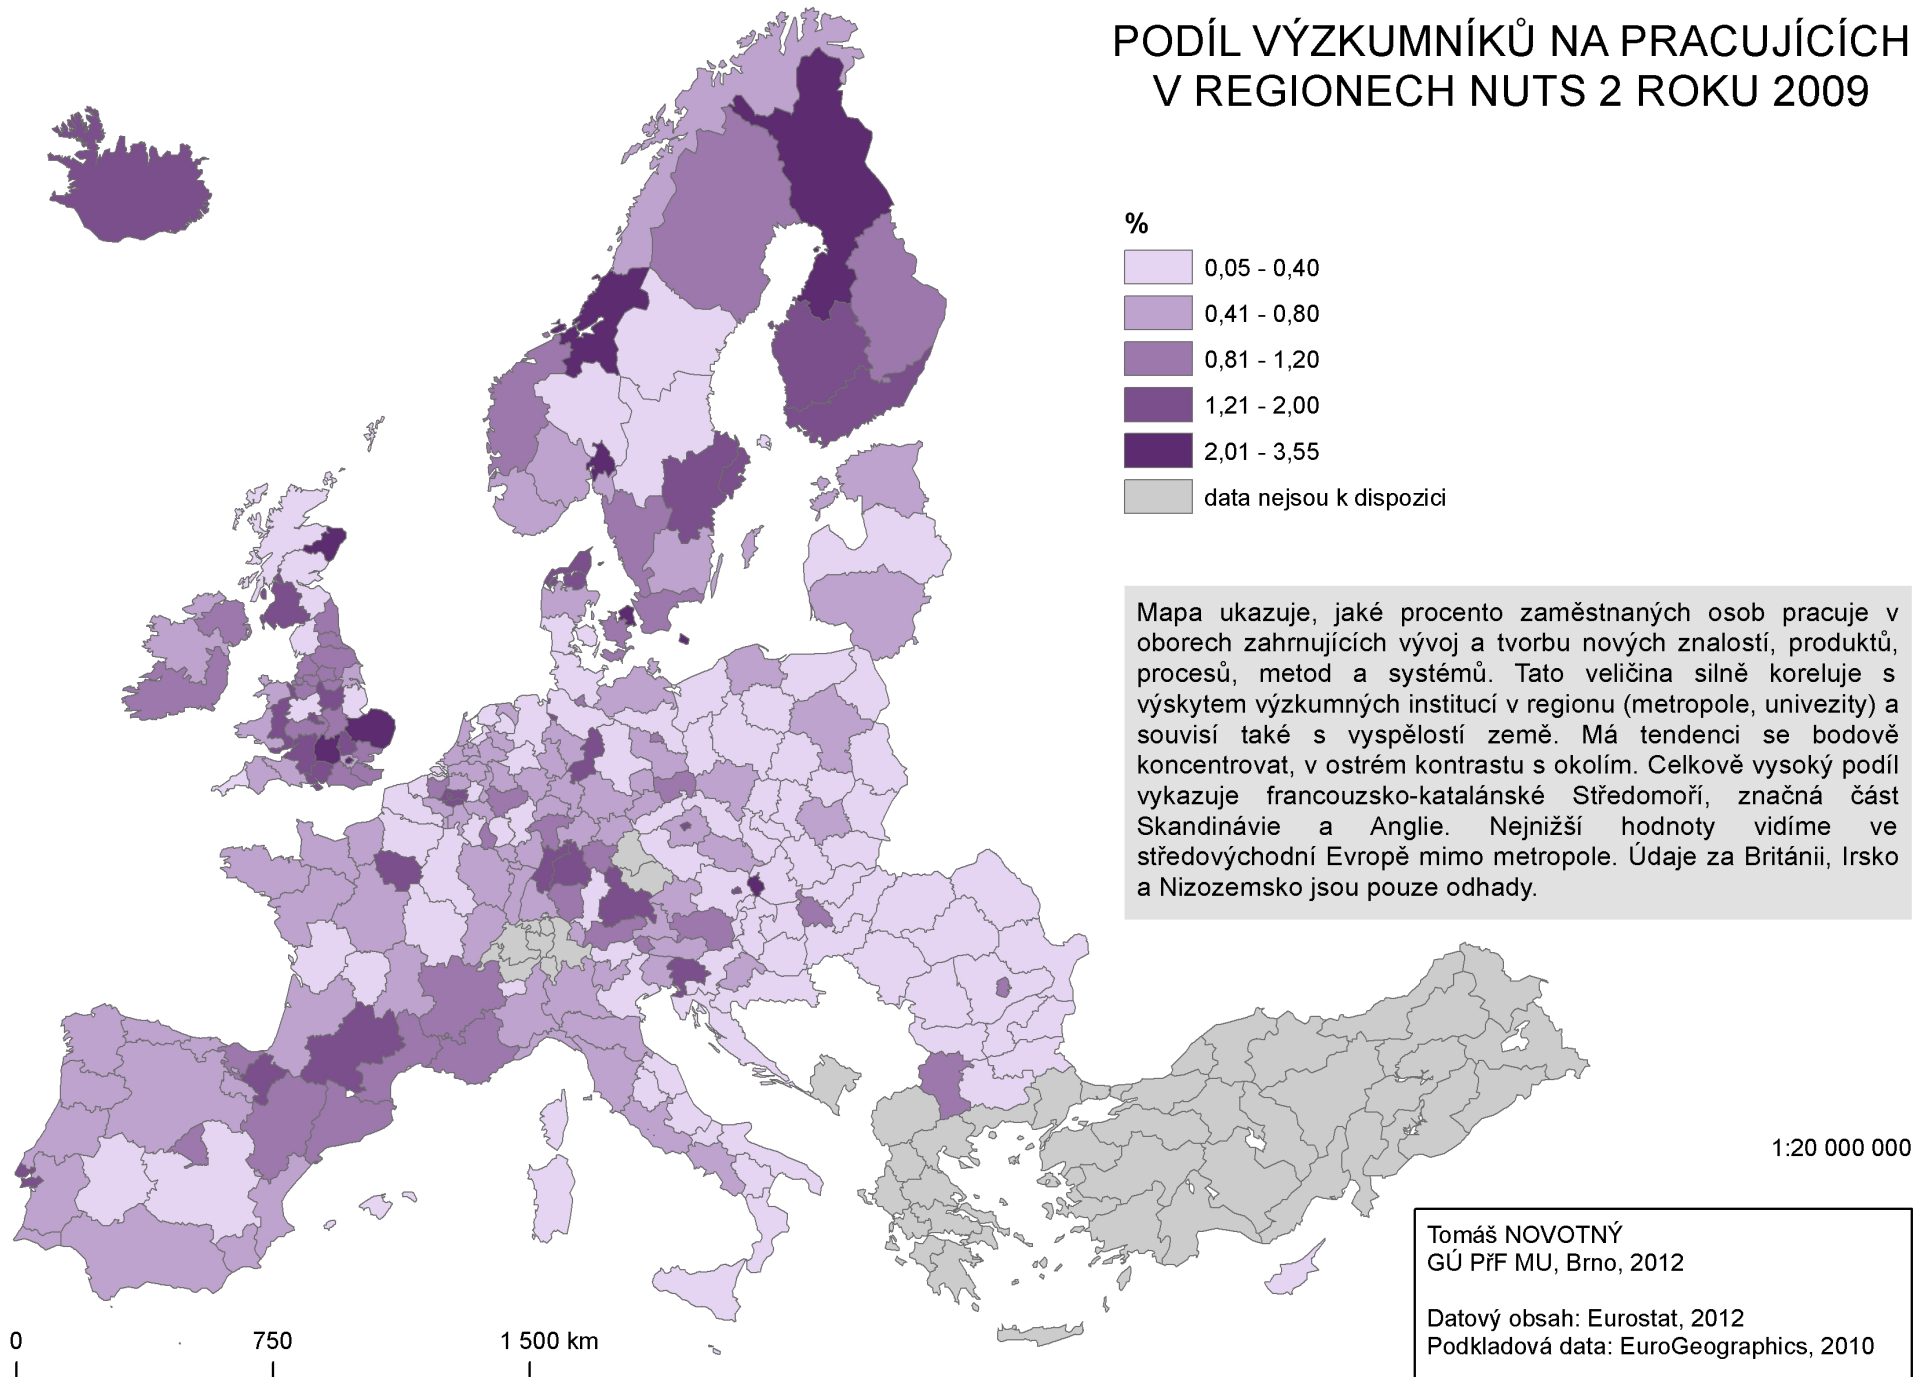 PODÍL VÝZKUMNÍKŮ NA PRACUJÍCÍCH
V REGIONECH NUTS 2 ROKU 2009
%
0,05 - 0,40
0,41 - 0,80
0,81 - 1,20
1,21 - 2,00
2,01 - 3,55
data nejsou k dispozici
Mapa ukazuje, jaké procento zaměstnaných osob pracuje v
oborech zahrnujících vývoj a tvorbu nových znalostí, produktů,
procesů, metod a systémů. Tato veličina silně koreluje s
výskytem výzkumných institucí v regionu (metropole, univezity) a
souvisí také s vyspělostí země. Má tendenci se bodově
koncentrovat, v ostrém kontrastu s okolím. Celkově vysoký podíl
vykazuje francouzsko-katalánské Středomoří, značná část
Skandinávie a Anglie. Nejnižší hodnoty vidíme ve
středovýchodní Evropě mimo metropole. Údaje za Británii, Irsko
a Nizozemsko jsou pouze odhady.
1:20 000 000
Tomáš NOVOTNÝ
GÚ PřF MU, Brno, 2012
Datový obsah: Eurostat, 2012
Podkladová data: EuroGeographics, 2010
0 750 1 500 km